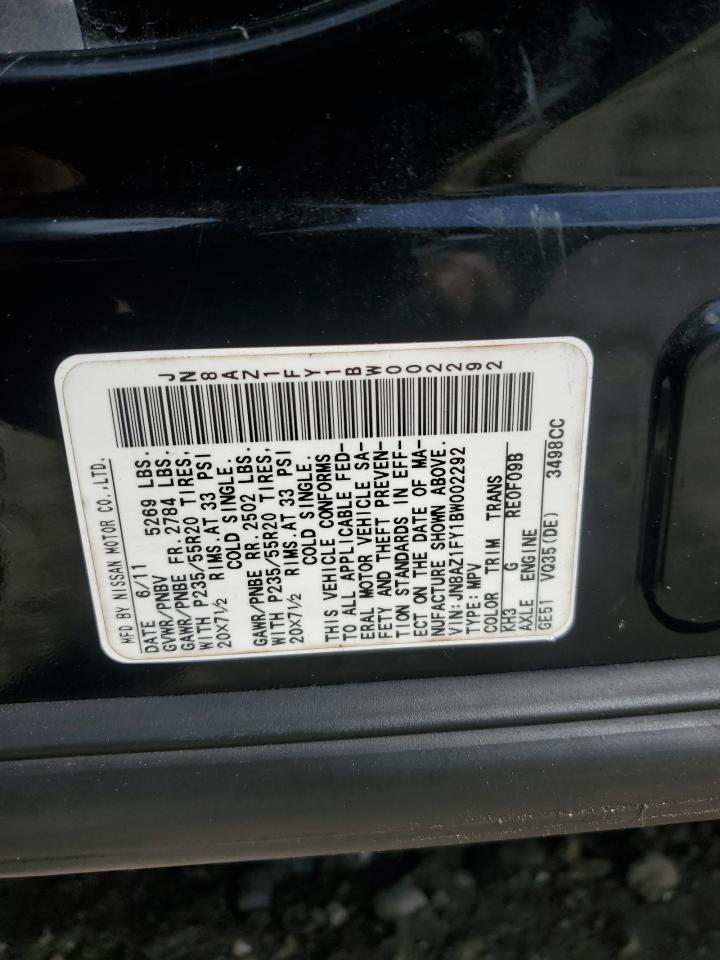 MFD BY NISSAN MOTOR CO.,LTD.
DATE 6/11
GVWR/PNBV 5269 LBS.
GAWR/PNBE FR. 2784 LBS.
WITH P235/55R20 TIRES,
20X7½ RIMS.AT 33 PSI
COLD SINGLE.
GAWR/PNBE RR. 2502 LBS.
WITH P235/55R20 TIRES,
20X7½ RIMS.AT 33 PSI
COLD SINGLE.
THIS VEHICLE CONFORMS
TO ALL APPLICABLE FED-
ERAL MOTOR VEHICLE SA-
FETY AND THEFT PREVEN-
TION STANDARDS IN EFF-
ECT ON THE DATE OF MA-
NUFACTURE SHOWN ABOVE.
VIN:JN8AZ1FY1BW002292
TYPE: MPV
COLOR TRIM TRANS
KH3 G RE0F09B
AXLE ENGINE
GE51 VQ35(DE) 3498CC
JN8AZ1FY1BW002292